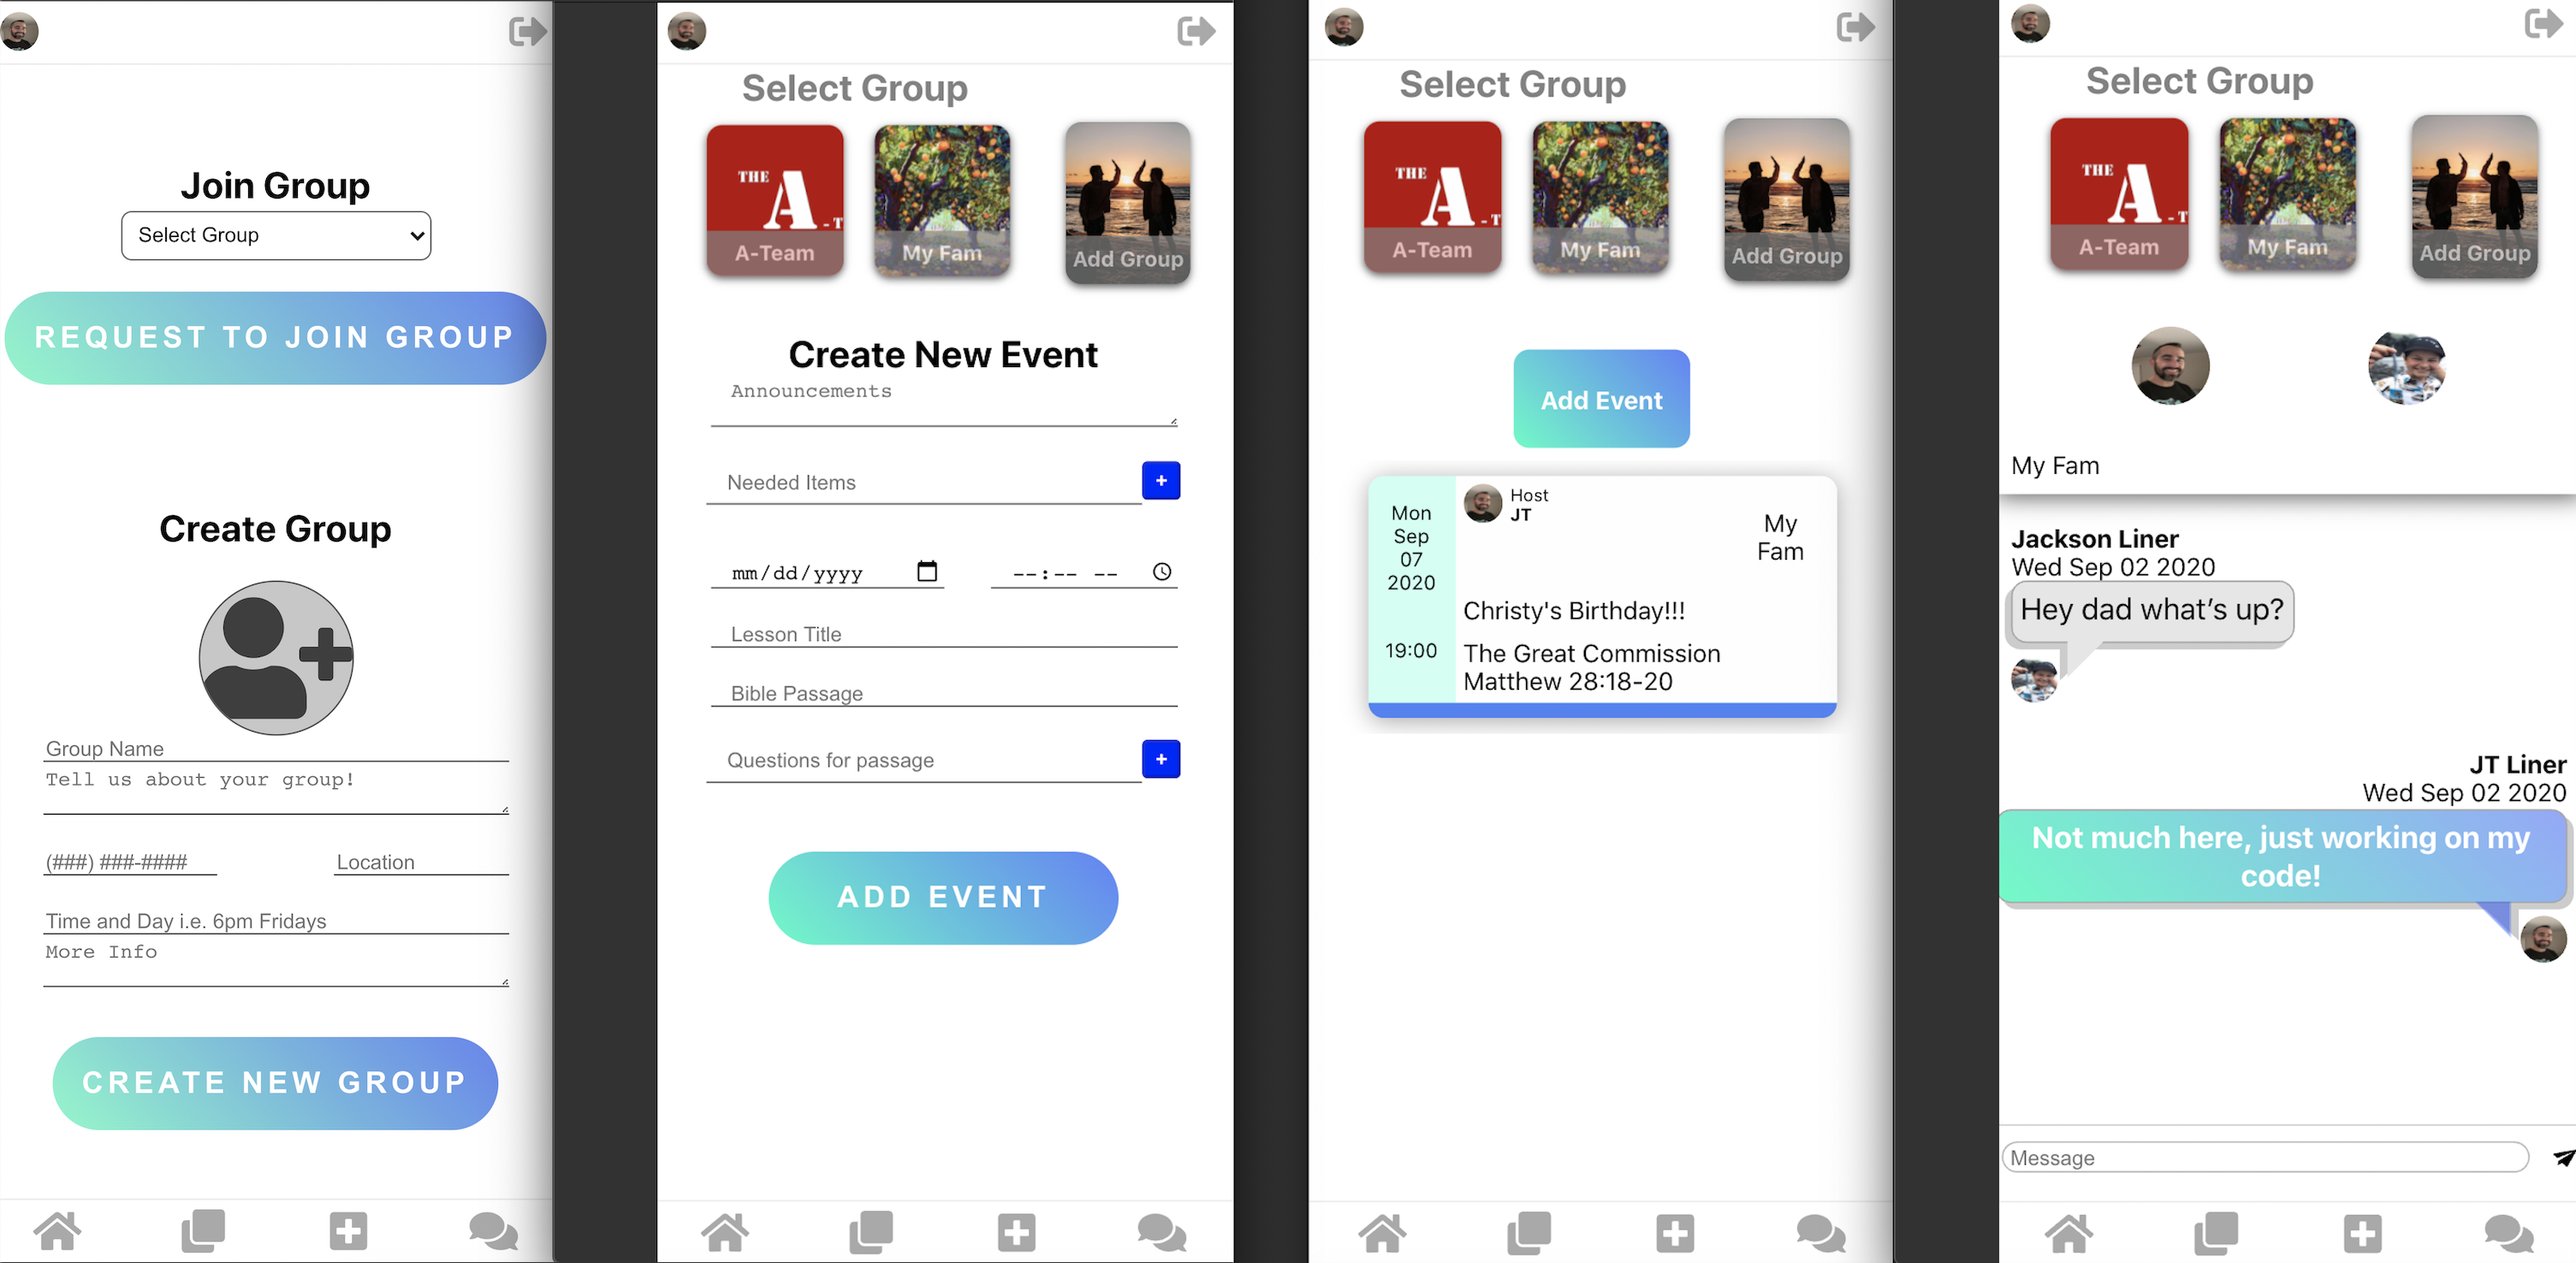 Join Group
Select Group
REQUEST TO JOIN GROUP
Create Group
Group Name
Tell us about your group!
(###) ###-####
Location
Time and Day i.e. 6pm Fridays
More Info
CREATE NEW GROUP
Select Group
THE
A
- T
A-Team
My Fam
Add Group
Create New Event
Announcements
Needed Items
+
mm/dd/yyyy
--:-- --
Lesson Title
Bible Passage
Questions for passage
+
ADD EVENT
Select Group
THE
A
- T
A-Team
My Fam
Add Group
Add Event
Mon
Sep
07
2020
19:00
Host
JT
My
Fam
Christy's Birthday!!!
The Great Commission
Matthew 28:18-20
Select Group
THE
A
- T
A-Team
My Fam
Add Group
My Fam
Jackson Liner
Wed Sep 02 2020
Hey dad what’s up?
JT Liner
Wed Sep 02 2020
Not much here, just working on my
code!
Message